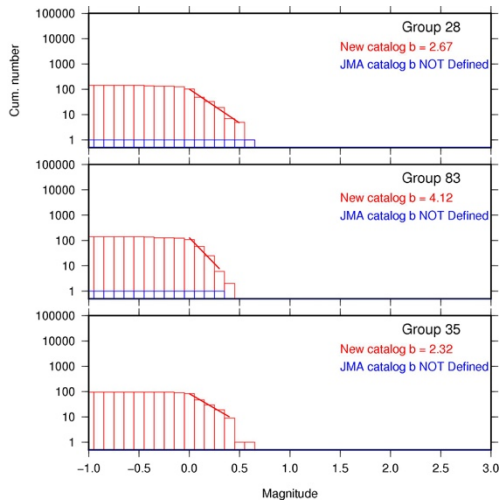 Group 28
New catalog b = 2.67
JMA catalog b NOT Defined
100000
10000
1000
100
10
1
Cum. number
Group 83
New catalog b = 4.12
JMA catalog b NOT Defined
100000
10000
1000
100
10
1
Group 35
New catalog b = 2.32
JMA catalog b NOT Defined
100000
10000
1000
100
10
1
−1.0 −0.5 0.0 0.5 1.0 1.5 2.0 2.5 3.0
Magnitude